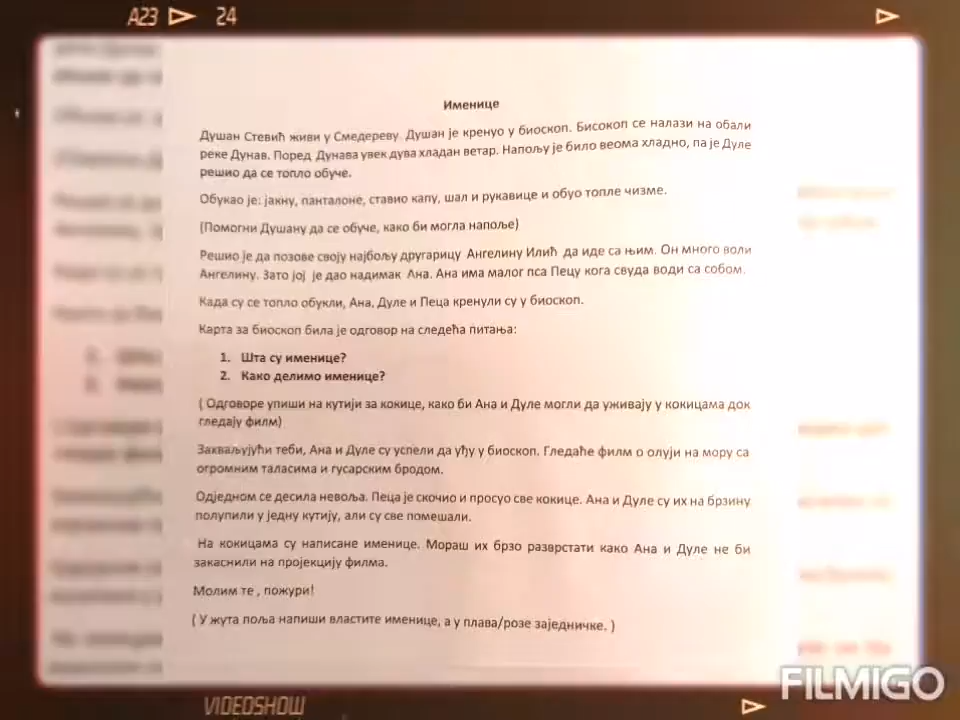 A23 24
Именице
Душан Стевић живи у Смедереву. Душан је кренуо у биоскоп. Бисокоп се налази на обали
реке Дунав. Поред Дунава увек дува хладан ветар. Напољу је било веома хладно, па је Дуле
решио да се топло обуче.
Обукао је: јакну, панталоне, ставио капу, шал и рукавице и обуо топле чизме.
(Помогни Душану да се обуче, како би могла напоље)
Решио је да позове своју најбољу другарицу Ангелину Илић да иде са њим. Он много воли
Ангелину. Зато јој је дао надимак Ана. Ана има малог пса Пецу кога свуда води са собом.
Када су се топло обукли, Ана, Дуле и Пеца кренули су у биоскоп.
Карта за биоскоп била је одговор на следећа питања:
1. Шта су именице?
2. Како делимо именице?
( Одговоре упиши на кутији за кокице, како би Ана и Дуле могли да уживају у кокицама док
гледају филм)
Захваљујући теби, Ана и Дуле су успели да уђу у биоскоп. Гледаће филм о олуји на мору са
огромним таласима и гусарским бродом.
Одједном се десила невоља. Пеца је скочио и просуо све кокице. Ана и Дуле су их на брзину
полупили у једну кутију, али су све помешали.
На кокицама су написане именице. Мораш их брзо разврстати како Ана и Дуле не би
закаснили на пројекцију филма.
Молим те , пожури!
( У жута поља напиши властите именице, а у плава/розе заједничке. )
FILMIGO
VIDEOSHOW